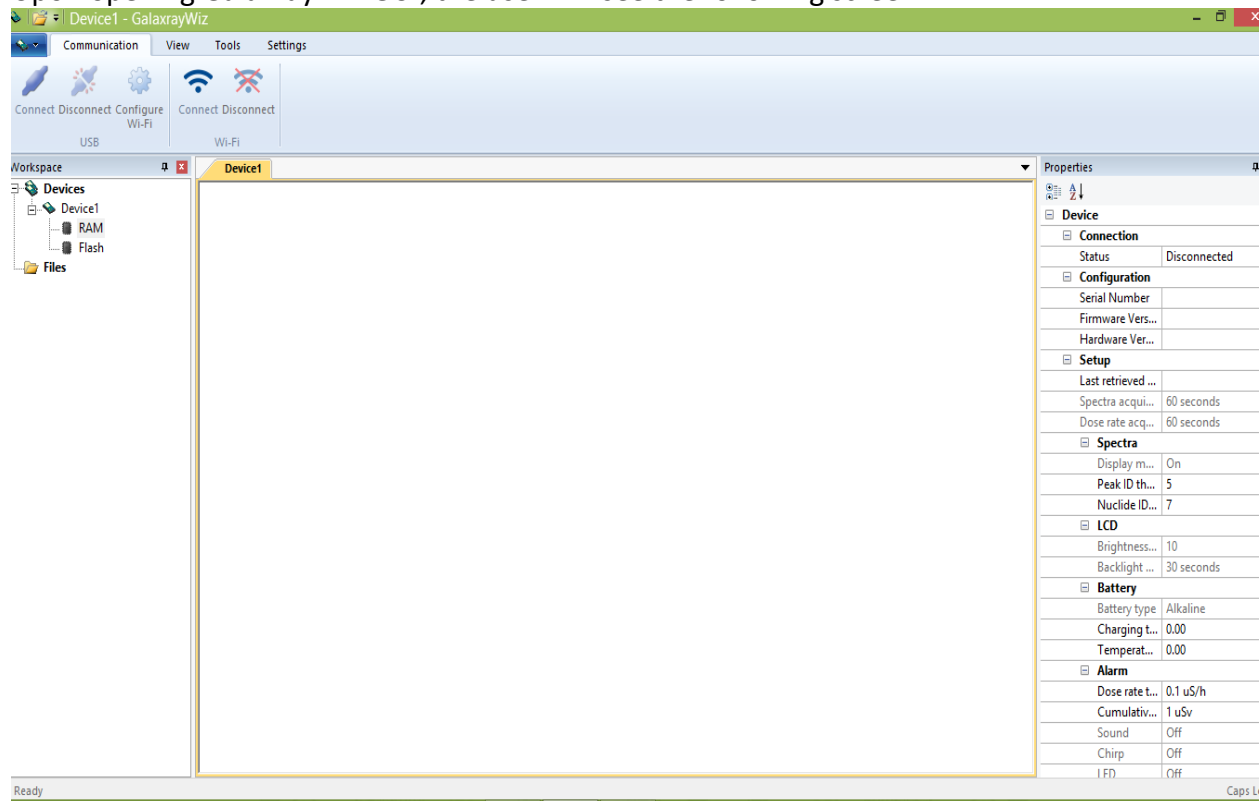 Device1 - GalaxrayWiz
Communication View Tools Settings
Connect Disconnect Configure Wi-Fi Connect Disconnect
USB Wi-Fi
Workspace
Devices
Device1
RAM
Flash
Files
Device1
Properties
Device
Connection
Status Disconnected
Configuration
Serial Number
Firmware Vers...
Hardware Ver...
Setup
Last retrieved ...
Spectra acqui... 60 seconds
Dose rate acq... 60 seconds
Spectra
Display m... On
Peak ID th... 5
Nuclide ID... 7
LCD
Brightness... 10
Backlight ... 30 seconds
Battery
Battery type Alkaline
Charging t... 0.00
Temperat... 0.00
Alarm
Dose rate t... 0.1 uS/h
Cumulativ... 1 uSv
Sound Off
Chirp Off
LED Off
Ready Caps